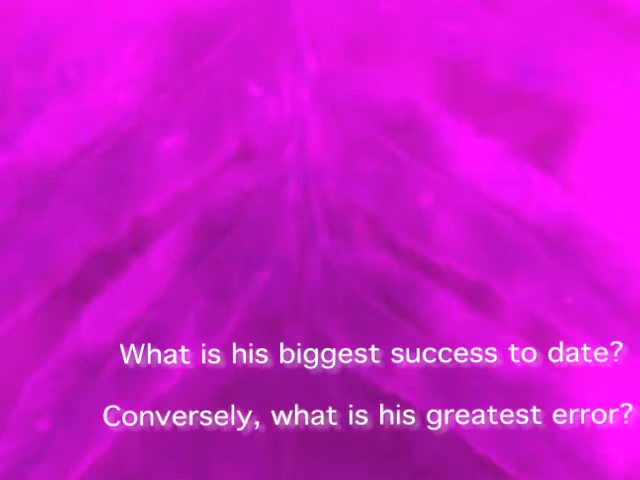 What is his biggest success to date?
Conversely, what is his greatest error?